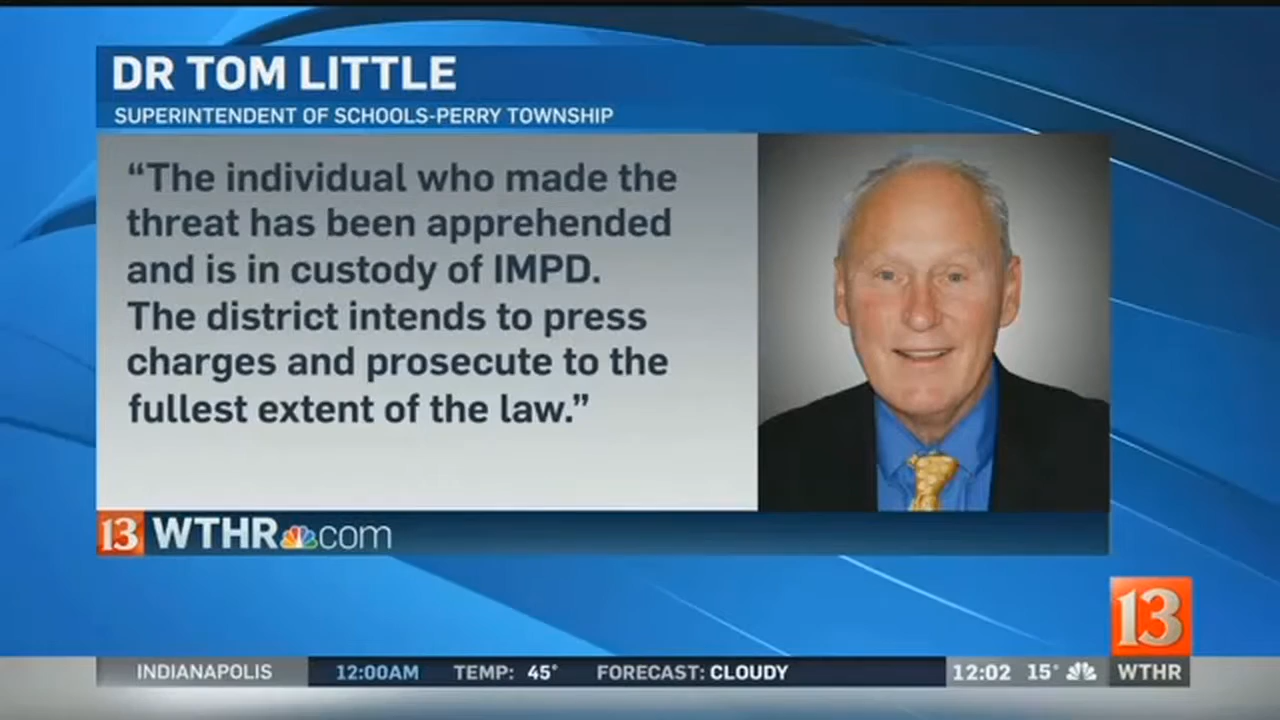 DR TOM LITTLE
SUPERINTENDENT OF SCHOOLS-PERRY TOWNSHIP
“The individual who made the
threat has been apprehended
and is in custody of IMPD.
The district intends to press
charges and prosecute to the
fullest extent of the law.”
13 WTHR.com
13
WTHR
INDIANAPOLIS 12:00AM TEMP: 45° FORECAST: CLOUDY 12:02 15°